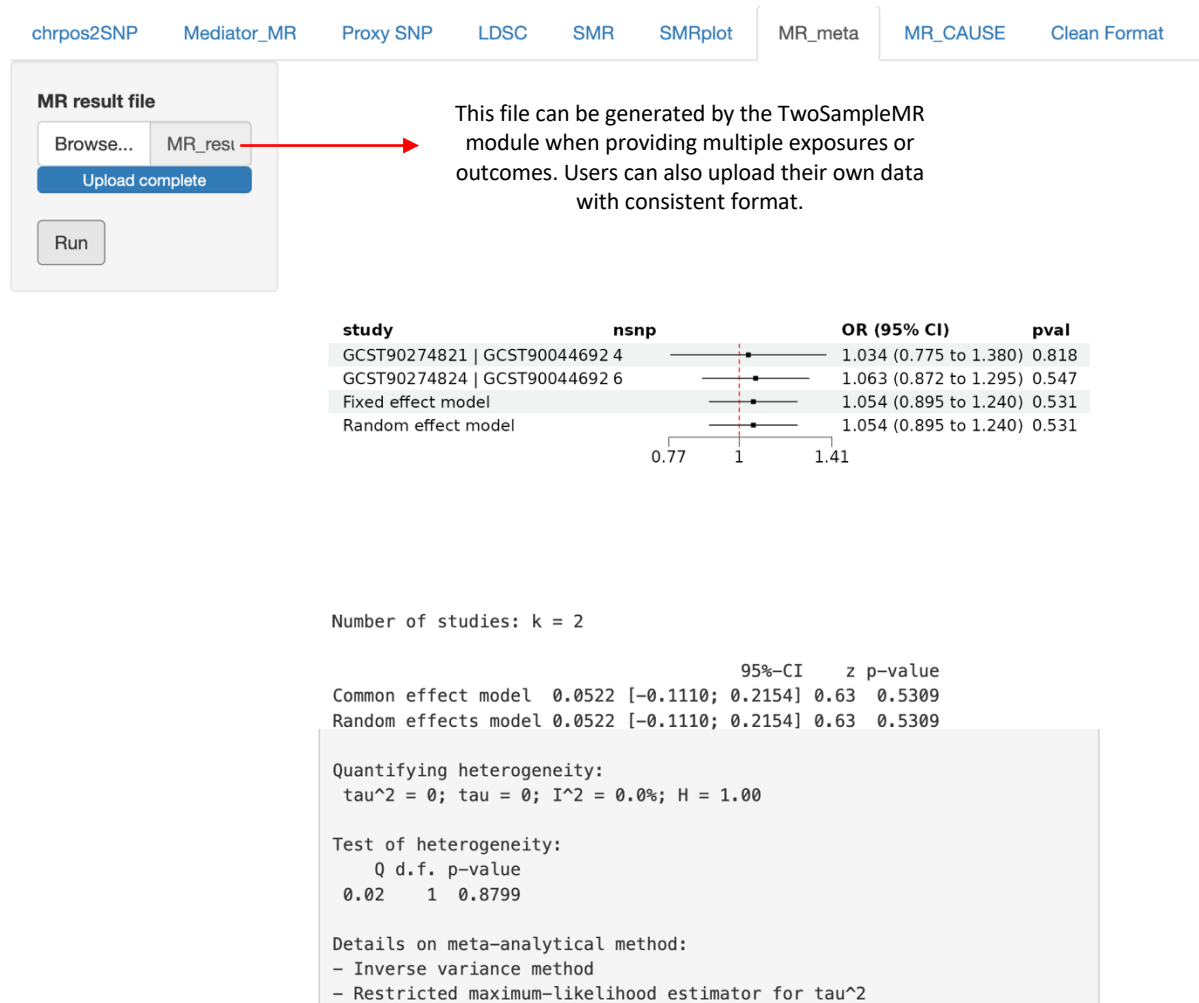 chrpos2SNP Mediator_MR Proxy SNP LDSC SMR SMRplot MR_meta MR_CAUSE Clean Format
MR result file
Browse... MR_resu
Upload complete
Run
This file can be generated by the TwoSampleMR
module when providing multiple exposures or
outcomes. Users can also upload their own data
with consistent format.
study nsnp OR (95% CI) pval
GCST90274821 | GCST90044692 4 1.034 (0.775 to 1.380) 0.818
GCST90274824 | GCST90044692 6 1.063 (0.872 to 1.295) 0.547
Fixed effect model 1.054 (0.895 to 1.240) 0.531
Random effect model 1.054 (0.895 to 1.240) 0.531
0.77 1 1.41
Number of studies: k = 2
95%-CI z p-value
Common effect model 0.0522 [-0.1110; 0.2154] 0.63 0.5309
Random effects model 0.0522 [-0.1110; 0.2154] 0.63 0.5309
Quantifying heterogeneity:
tau^2 = 0; tau = 0; I^2 = 0.0%; H = 1.00
Test of heterogeneity:
Q d.f. p-value
0.02 1 0.8799
Details on meta-analytical method:
- Inverse variance method
- Restricted maximum-likelihood estimator for tau^2